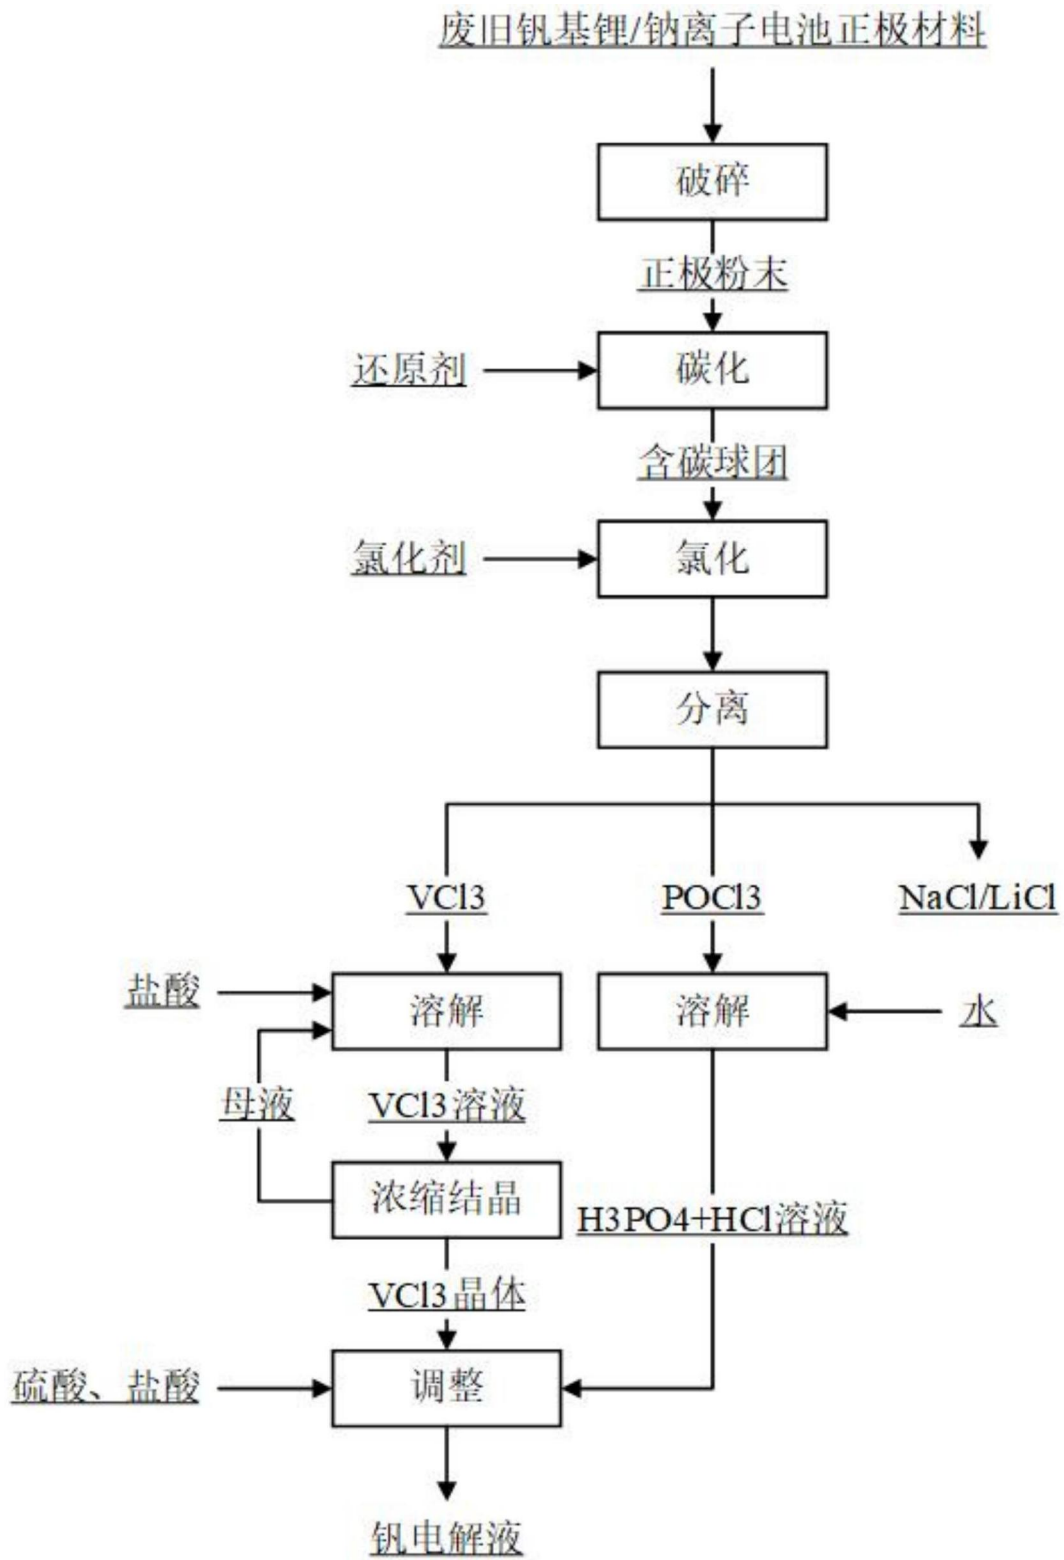 废旧钒基锂/钠离子电池正极材料
破碎
正极粉末
还原剂
碳化
含碳球团
氯化剂
氯化
分离
VCl3
POCl3
NaCl/LiCl
盐酸
溶解
溶解
水
母液
VCl3溶液
浓缩结晶
H3PO4+HCl溶液
VCl3晶体
硫酸、盐酸
调整
钒电解液